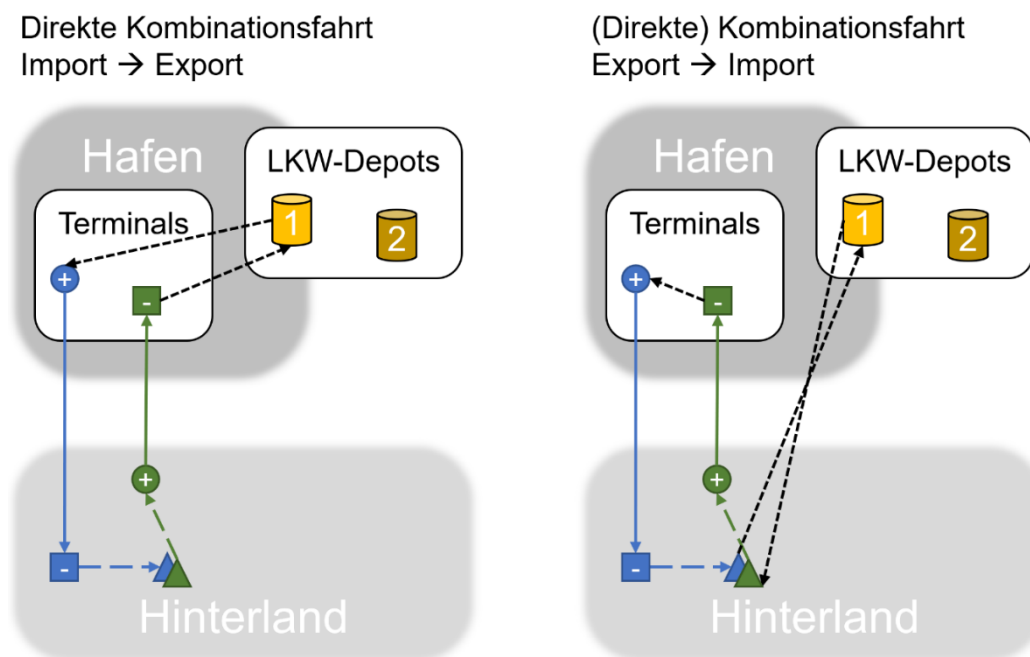 Direkte Kombinationsfahrt
Import → Export
Hafen
LKW-Depots
Terminals
1
2
+
-
+
-
Hinterland
(Direkte) Kombinationsfahrt
Export → Import
Hafen
LKW-Depots
Terminals
1
2
+
-
+
-
Hinterland